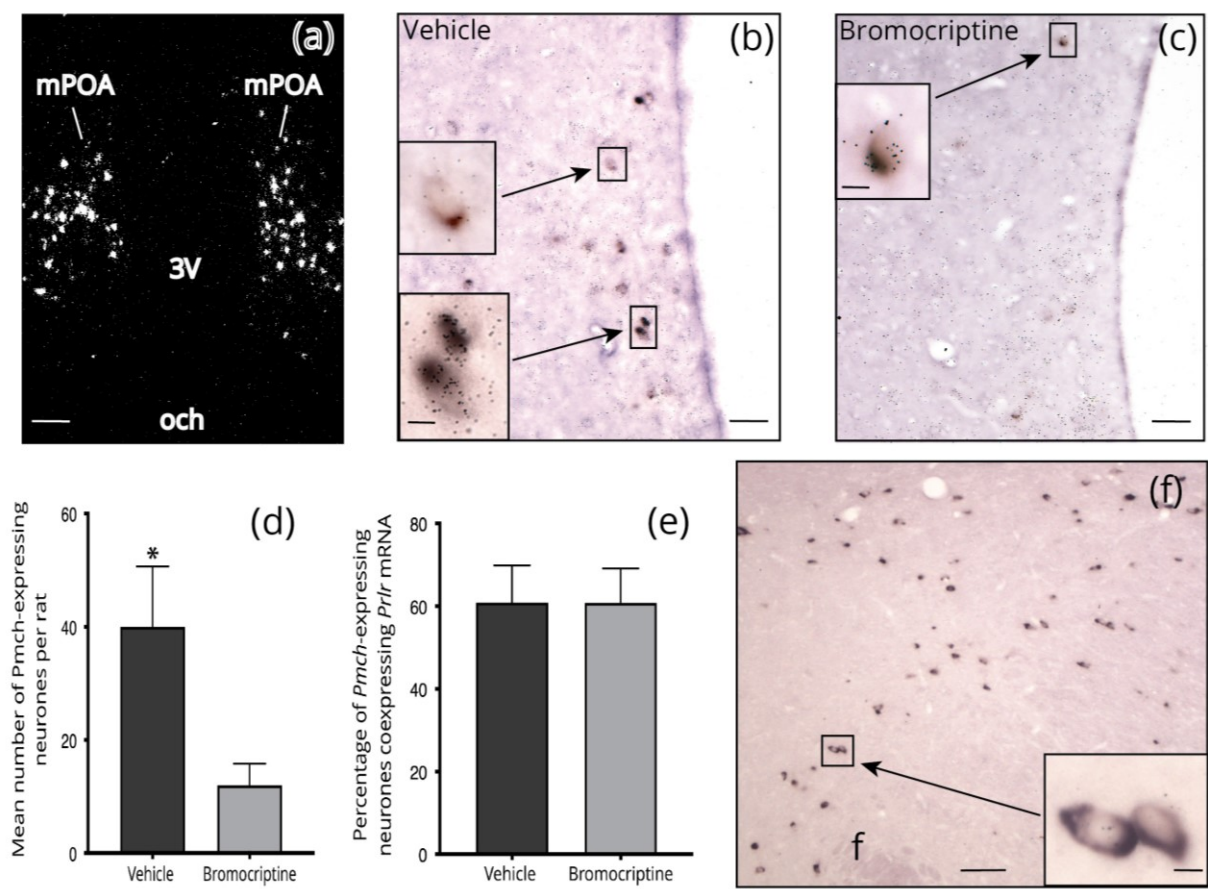 (a)
mPOA
mPOA
3V
och
Vehicle
(b)
Bromocriptine
(c)
(d)
Mean number of Pmch-expressing
neurones per rat
60
40
20
0
*
Vehicle
Bromocriptine
(e)
Percentage of Pmch-expressing
neurones coexpressing Prlr mRNA
80
60
40
20
0
Vehicle
Bromocriptine
(f)
f